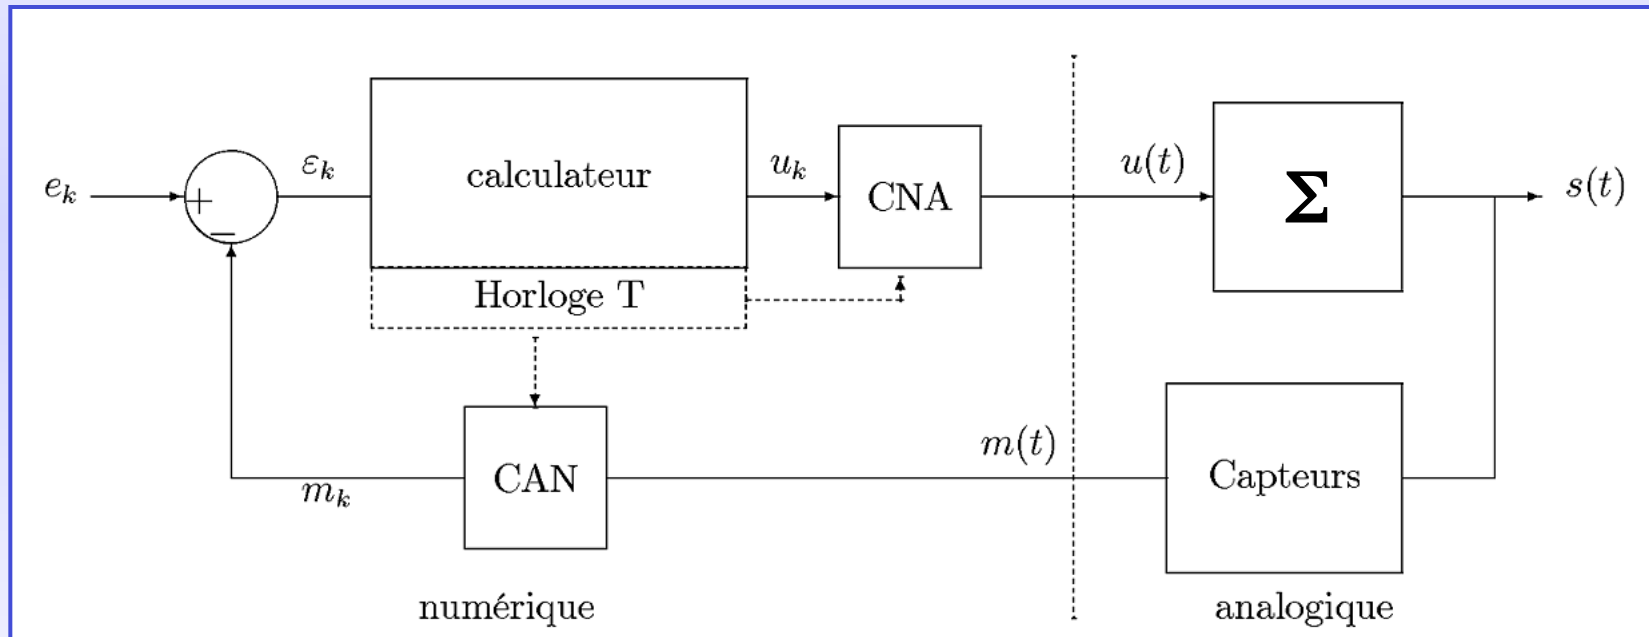 e_k
+
−
ε_k
calculateur
u_k
CNA
u(t)
Σ
s(t)
Horloge T
m_k
CAN
m(t)
Capteurs
numérique
analogique